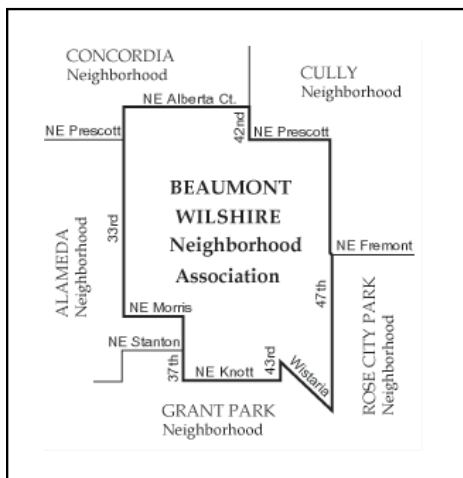 CONCORDIA
Neighborhood
CULLY
Neighborhood
NE Alberta Ct.
NE Prescott
42nd
NE Prescott
BEAUMONT
WILSHIRE
Neighborhood
Association
33rd
ALAMEDA
Neighborhood
NE Fremont
47th
NE Morris
NE Stanton
37th
NE Knott
43rd
Wistaria
ROSE CITY PARK
Neighborhood
GRANT PARK
Neighborhood